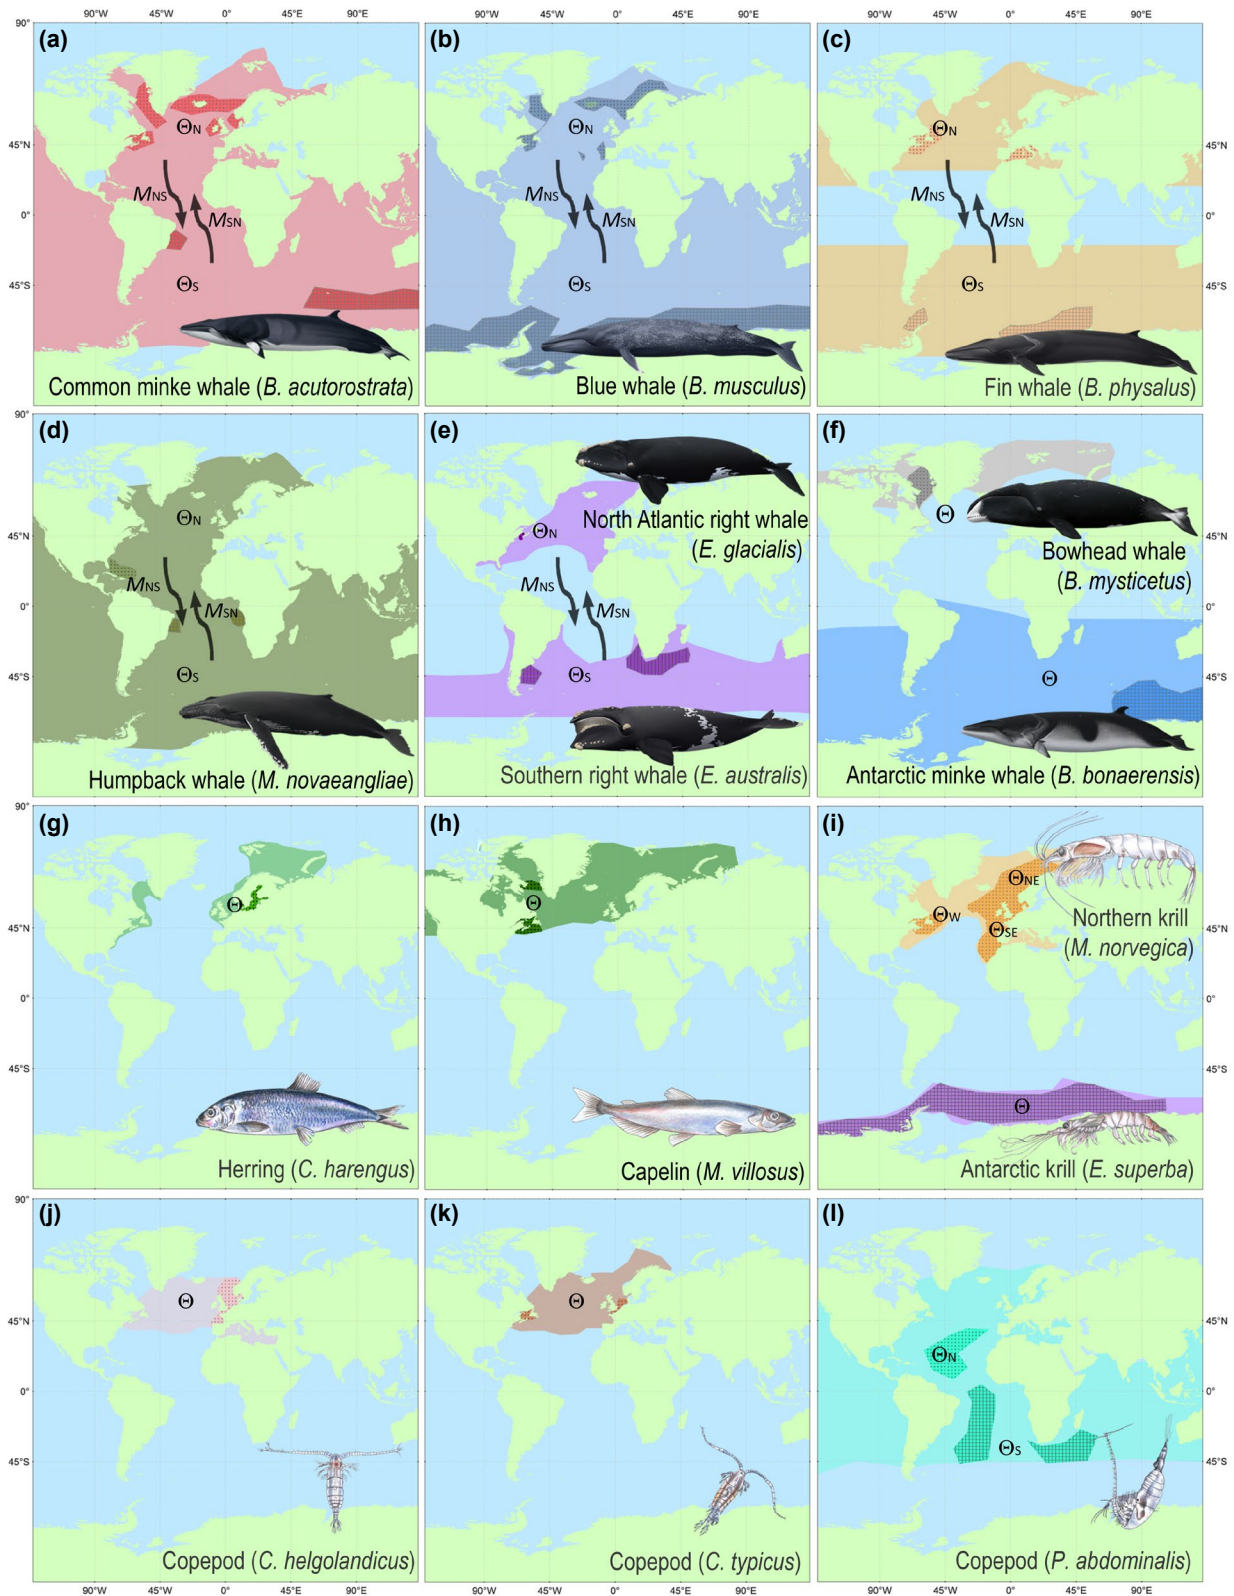 90°W 45°W 0° 45°E 90°E 90°W 45°W 0° 45°E 90°E 90°W 45°W 0° 45°E 90°E
90°
(a) (b) (c)
ΘN ΘN ΘN
45°N 45°N
MNS MSN MNS MSN MNS MSN
0° 0°
ΘS ΘS ΘS
45°S 45°S
Common minke whale (B. acutorostrata) Blue whale (B. musculus) Fin whale (B. physalus)
90°
(d) (e) (f)
ΘN North Atlantic right whale Θ
45°N ΘN (E. glacialis) Bowhead whale 45°N
(B. mysticetus)
MNS MSN MNS MSN
0° 0°
ΘS ΘS Θ
45°S 45°S
Humpback whale (M. novaeangliae) Southern right whale (E. australis) Antarctic minke whale (B. bonaerensis)
90°
(g) (h) (i)
ΘNE
Θ Θ ΘW Northern krill
45°N ΘSE (M. norvegica) 45°N
0° 0°
45°S 45°S
Θ
Herring (C. harengus) Capelin (M. villosus) Antarctic krill (E. superba)
90°
(j) (k) (l)
Θ Θ
45°N 45°N
ΘN
0° 0°
ΘS
45°S 45°S
Copepod (C. helgolandicus) Copepod (C. typicus) Copepod (P. abdominalis)
90°W 45°W 0° 45°E 90°E 90°W 45°W 0° 45°E 90°E 90°W 45°W 0° 45°E 90°E